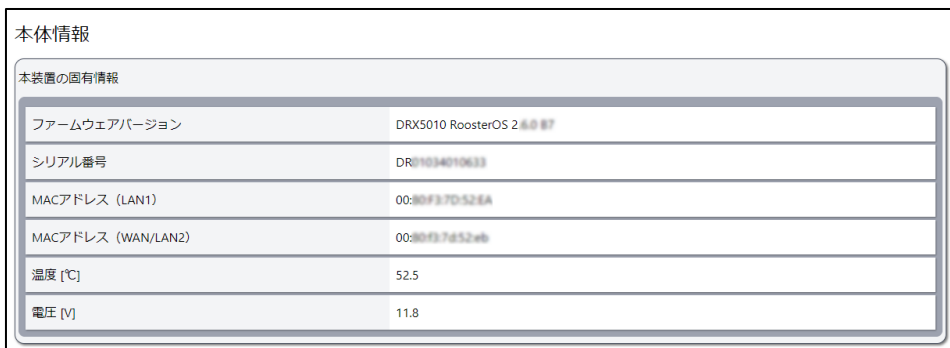 本体情報
本装置の固有情報
ファームウェアバージョン DRX5010 RoosterOS 2
シリアル番号 DR
MACアドレス（LAN1） 00:
MACアドレス（WAN/LAN2） 00:
温度 [℃] 52.5
電圧 [V] 11.8